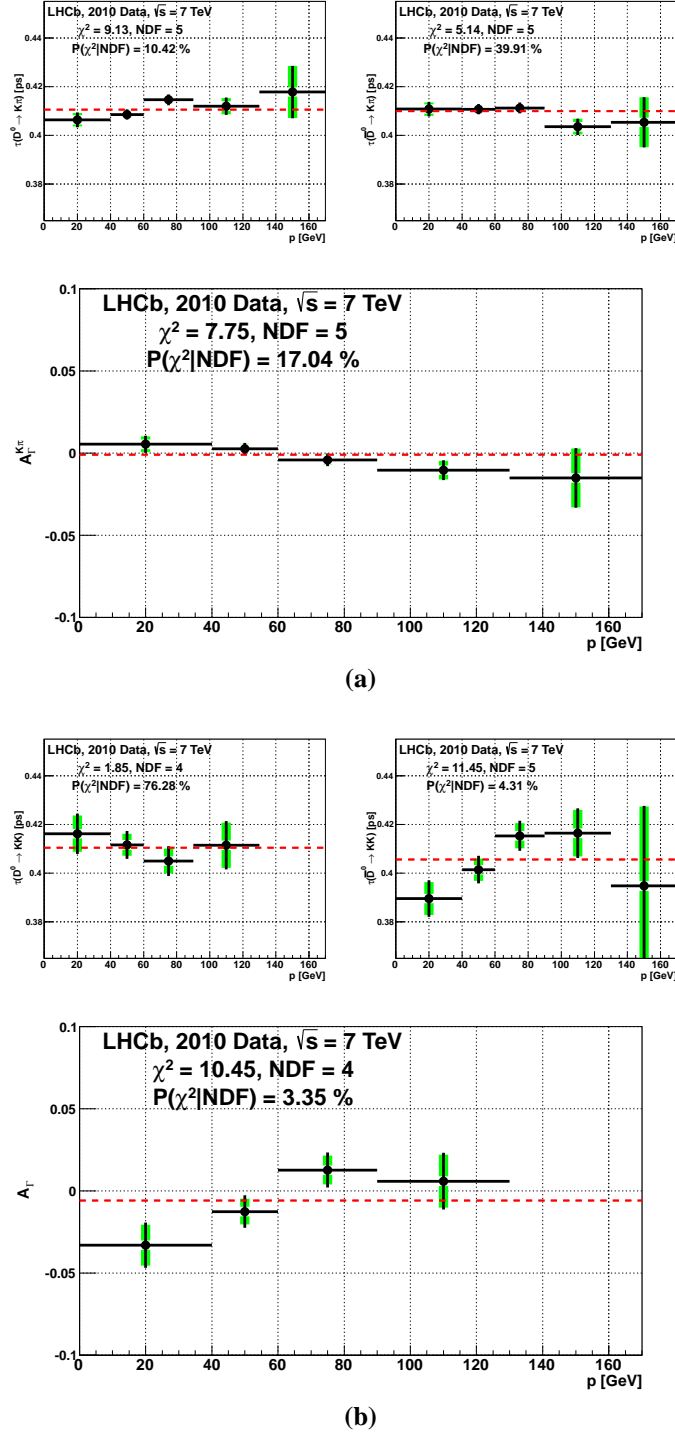 LHCb, 2010 Data, √s = 7 TeV
χ² = 9.13, NDF = 5
P(χ²|NDF) = 10.42 %
τ(D⁰ → Kπ) [ps]
0.44
0.42
0.4
0.38
0 20 40 60 80 100 120 140 160
p [GeV]
LHCb, 2010 Data, √s = 7 TeV
χ² = 5.14, NDF = 5
P(χ²|NDF) = 39.91 %
τ(D̄⁰ → Kπ) [ps]
0.44
0.42
0.4
0.38
0 20 40 60 80 100 120 140 160
p [GeV]
LHCb, 2010 Data, √s = 7 TeV
χ² = 7.75, NDF = 5
P(χ²|NDF) = 17.04 %
A_Γ^{Kπ}
0.1
0.05
0
-0.05
-0.1
0 20 40 60 80 100 120 140 160
p [GeV]
(a)
LHCb, 2010 Data, √s = 7 TeV
χ² = 1.85, NDF = 4
P(χ²|NDF) = 76.28 %
τ(D⁰ → KK) [ps]
0.44
0.42
0.4
0.38
0 20 40 60 80 100 120 140 160
p [GeV]
LHCb, 2010 Data, √s = 7 TeV
χ² = 11.45, NDF = 5
P(χ²|NDF) = 4.31 %
τ(D̄⁰ → KK) [ps]
0.44
0.42
0.4
0.38
0 20 40 60 80 100 120 140 160
p [GeV]
LHCb, 2010 Data, √s = 7 TeV
χ² = 10.45, NDF = 4
P(χ²|NDF) = 3.35 %
A_Γ
0.1
0.05
0
-0.05
-0.1
0 20 40 60 80 100 120 140 160
p [GeV]
(b)